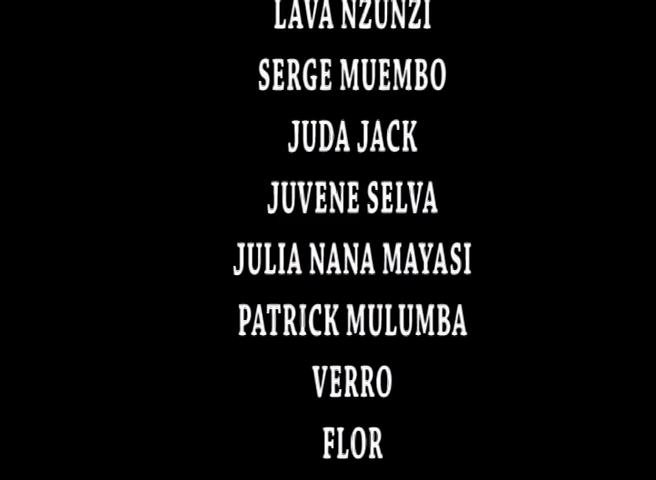 LAVA NZUNZI
SERGE MUEMBO
JUDA JACK
JUVENE SELVA
JULIA NANA MAYASI
PATRICK MULUMBA
VERRO
FLOR